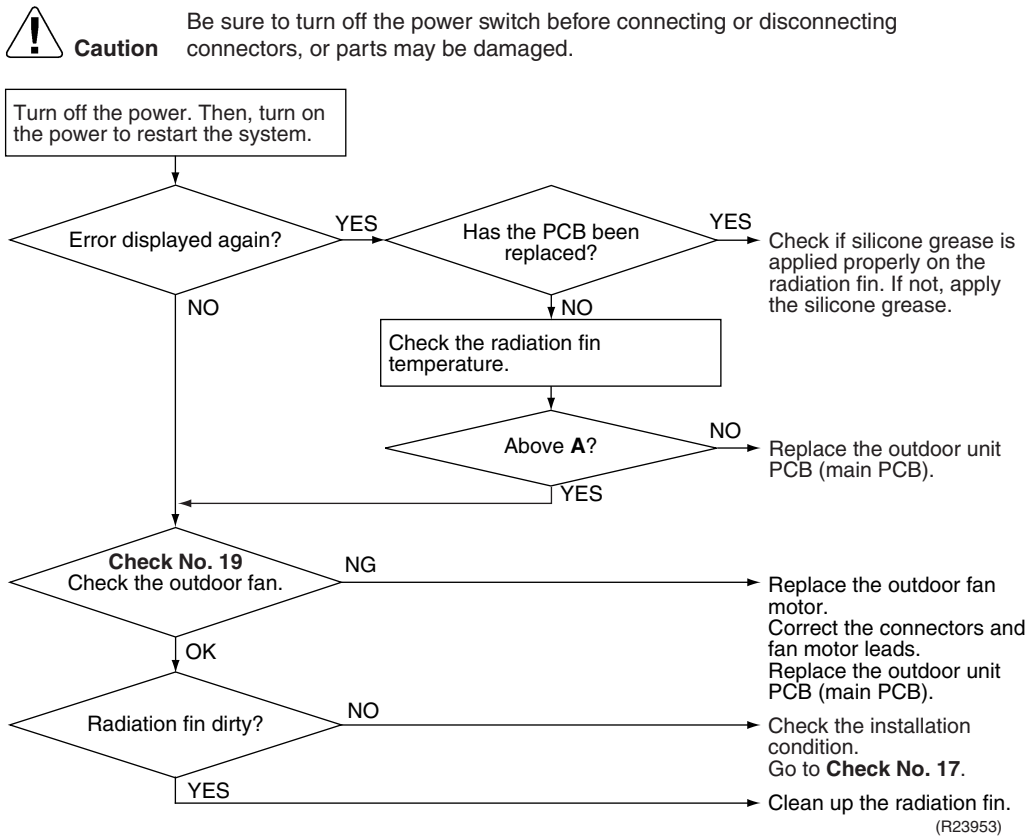 Be sure to turn off the power switch before connecting or disconnecting
Caution connectors, or parts may be damaged.
Turn off the power. Then, turn on
the power to restart the system.
Error displayed again?
YES
Has the PCB been
replaced?
YES
Check if silicone grease is
applied properly on the
radiation fin. If not, apply
the silicone grease.
NO
NO
Check the radiation fin
temperature.
Above A?
NO
Replace the outdoor unit
PCB (main PCB).
YES
Check No. 19
Check the outdoor fan.
NG
Replace the outdoor fan
motor.
Correct the connectors and
fan motor leads.
Replace the outdoor unit
PCB (main PCB).
OK
Radiation fin dirty?
NO
Check the installation
condition.
Go to Check No. 17.
YES
Clean up the radiation fin.
(R23953)